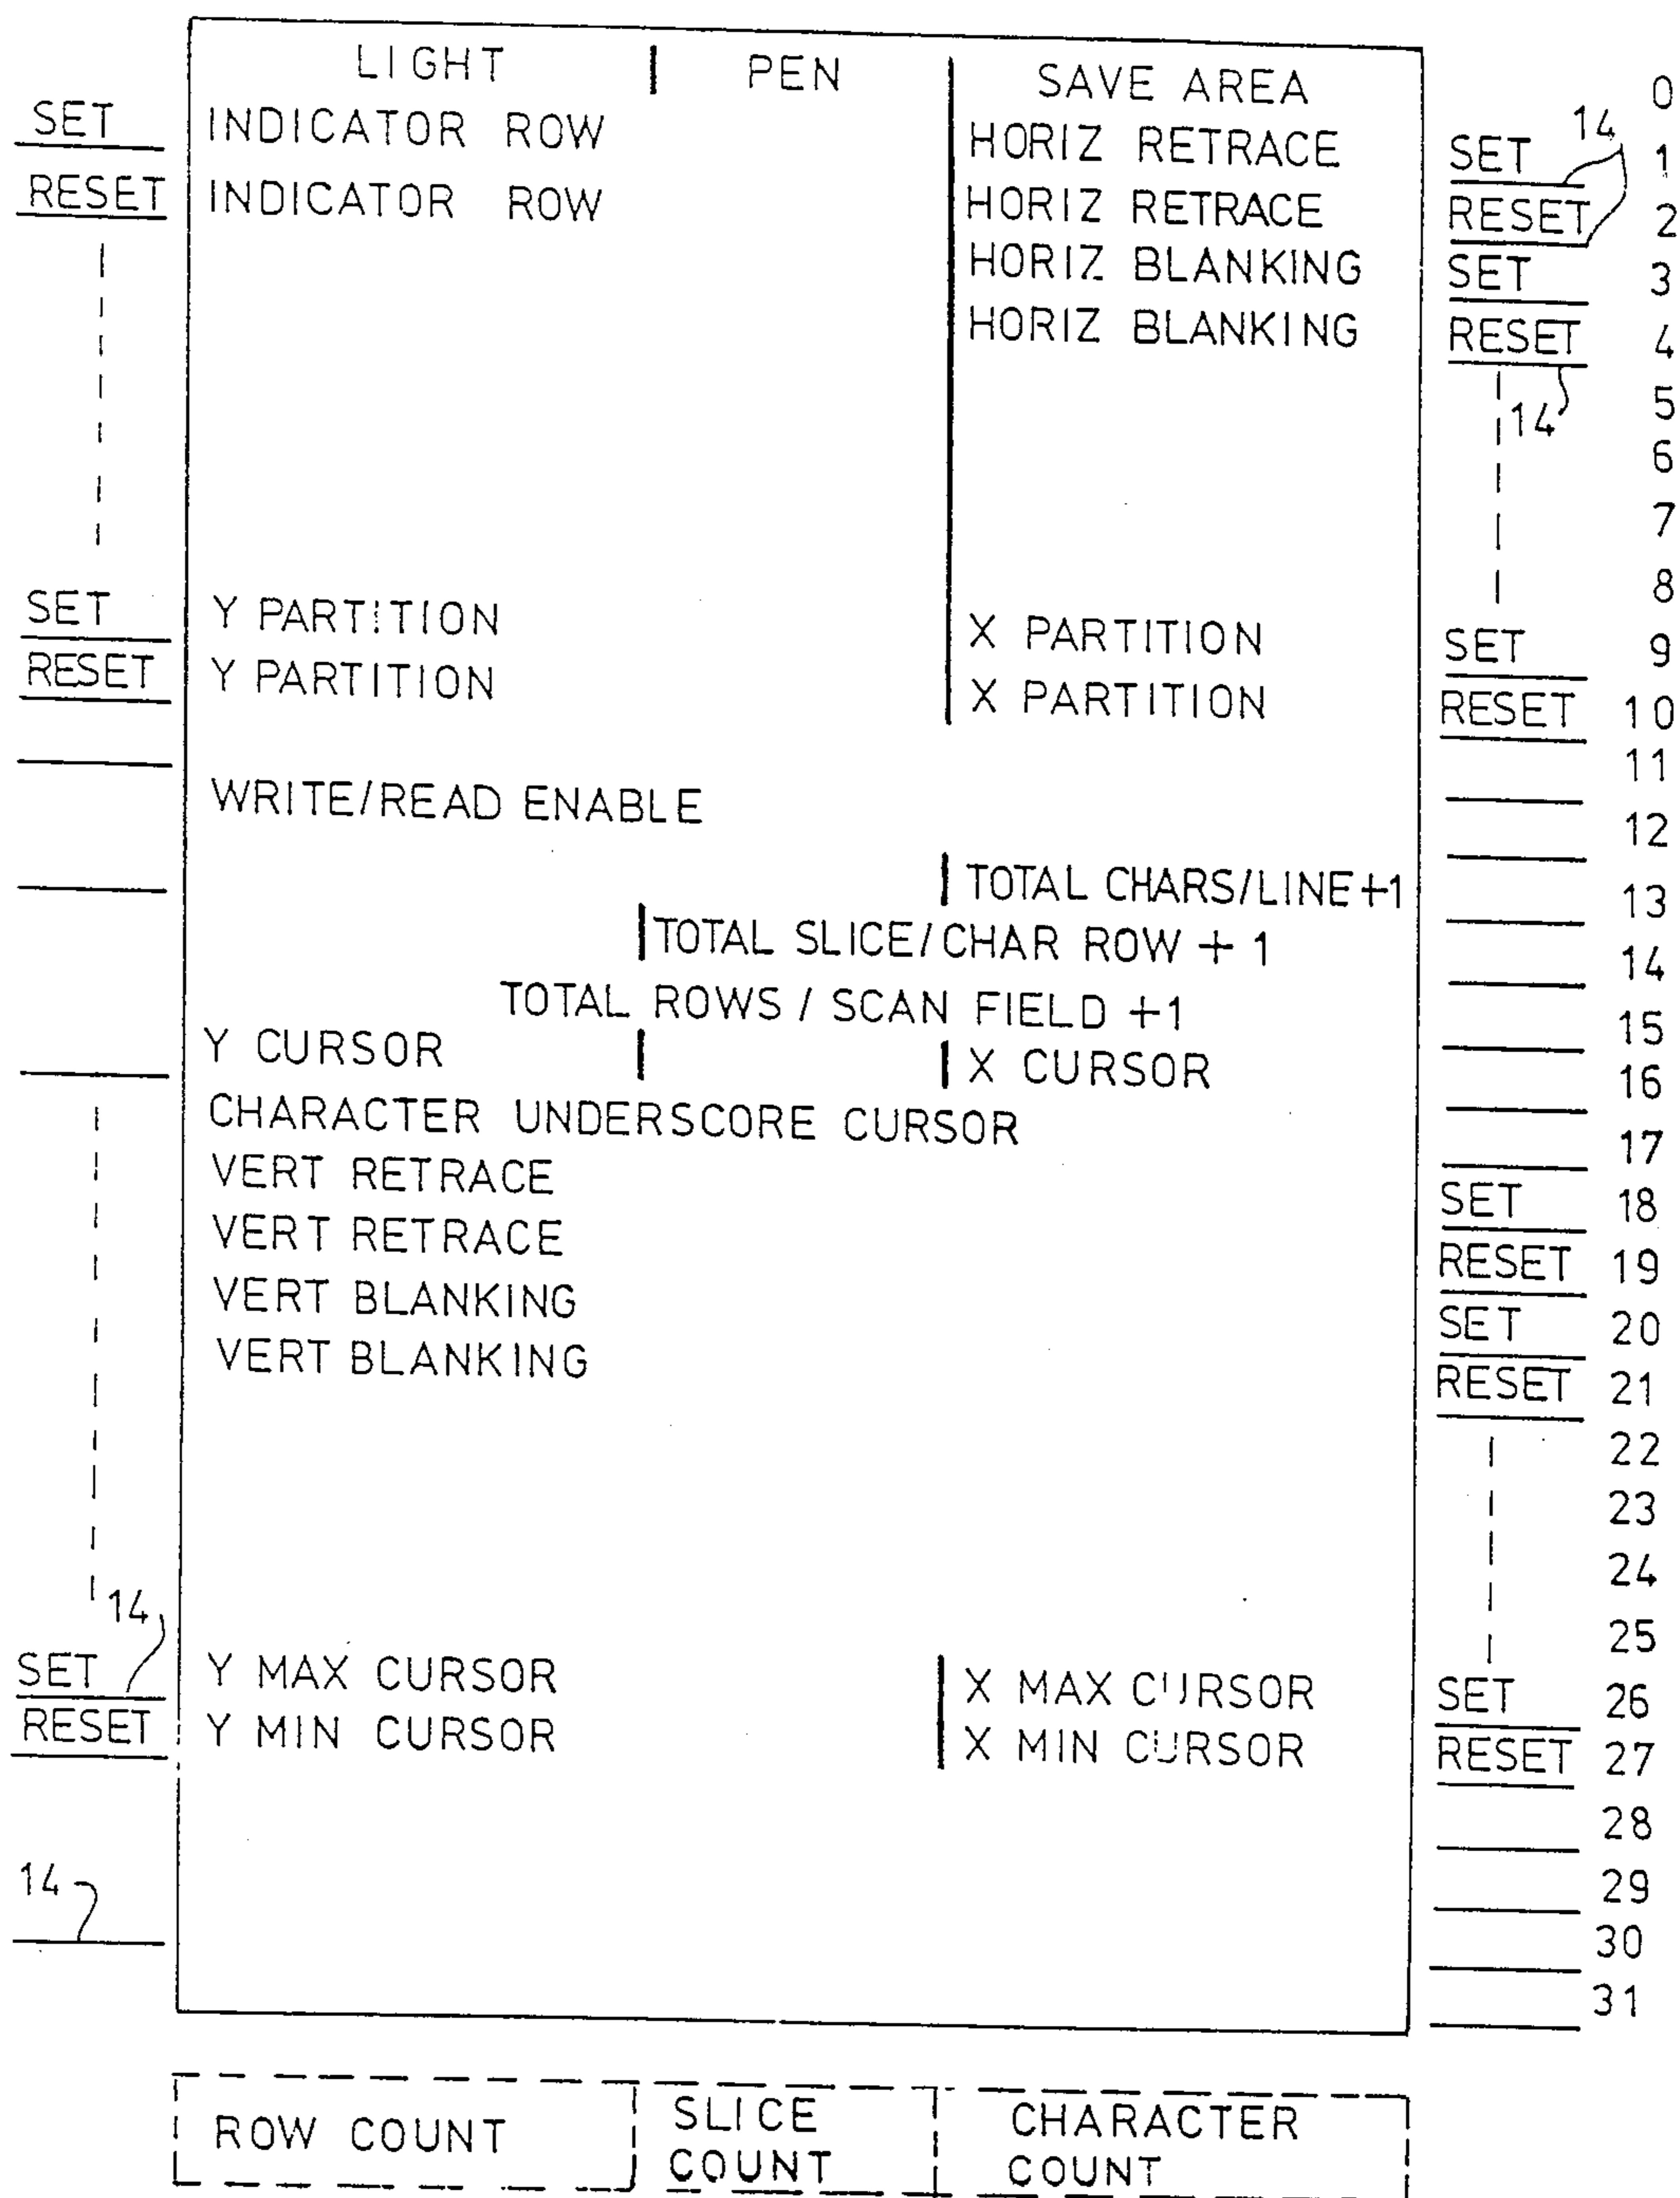 LIGHT | PEN | SAVE AREA 0
SET INDICATOR ROW HORIZ RETRACE SET 14 1
RESET INDICATOR ROW HORIZ RETRACE RESET 2
HORIZ BLANKING SET 3
HORIZ BLANKING RESET 4
14 5
6
7
8
SET Y PARTITION X PARTITION SET 9
RESET Y PARTITION X PARTITION RESET 10
11
WRITE/READ ENABLE 12
TOTAL CHARS/LINE+1 13
TOTAL SLICE/CHAR ROW + 1 14
TOTAL ROWS / SCAN FIELD +1 15
Y CURSOR X CURSOR 16
CHARACTER UNDERSCORE CURSOR 17
VERT RETRACE SET 18
VERT RETRACE RESET 19
VERT BLANKING SET 20
VERT BLANKING RESET 21
22
23
24
14 25
SET Y MAX CURSOR X MAX CURSOR SET 26
RESET Y MIN CURSOR X MIN CURSOR RESET 27
28
14 29
30
31
ROW COUNT SLICE COUNT CHARACTER COUNT